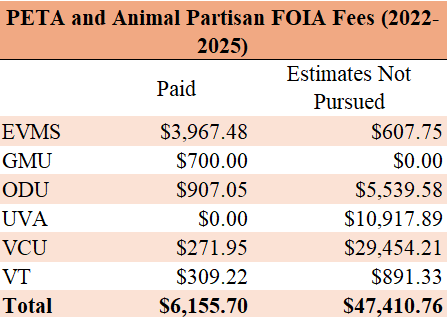 PETA and Animal Partisan FOIA Fees (2022-
2025)
Paid Estimates Not
Pursued
EVMS $3,967.48 $607.75
GMU $700.00 $0.00
ODU $907.05 $5,539.58
UVA $0.00 $10,917.89
VCU $271.95 $29,454.21
VT $309.22 $891.33
Total $6,155.70 $47,410.76